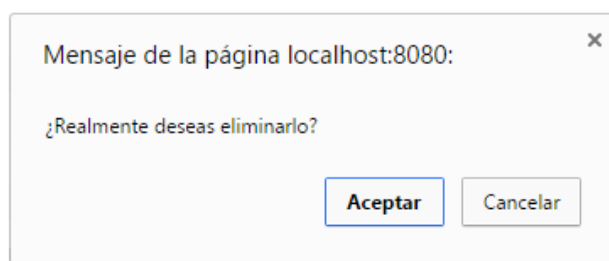 Mensaje de la página localhost:8080:
¿Realmente deseas eliminarlo?
Aceptar Cancelar